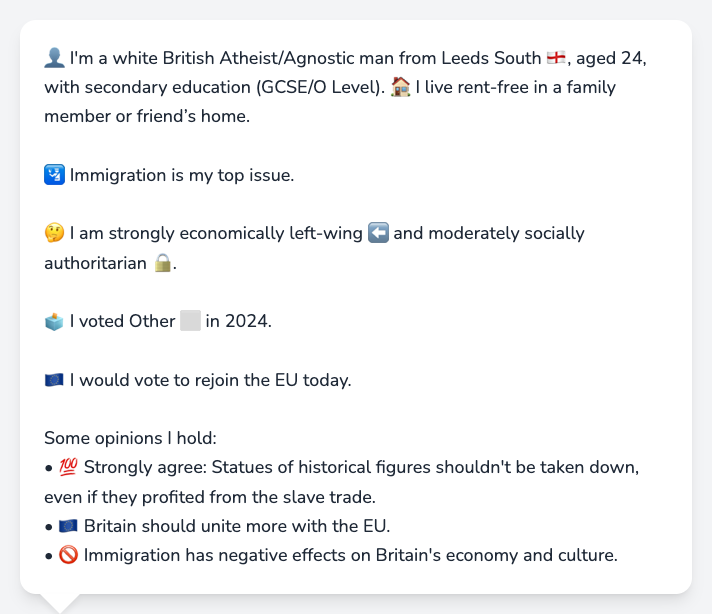 👤 I'm a white British Atheist/Agnostic man from Leeds South 🏴󠁧󠁢󠁥󠁮󠁧󠁿, aged 24,
with secondary education (GCSE/O Level). 🏠 I live rent-free in a family
member or friend’s home.
🛂 Immigration is my top issue.
🤔 I am strongly economically left-wing ⬅️ and moderately socially
authoritarian 🔒.
🗳️ I voted Other ⬜ in 2024.
🇪🇺 I would vote to rejoin the EU today.
Some opinions I hold:
• 💯 Strongly agree: Statues of historical figures shouldn't be taken down,
even if they profited from the slave trade.
• 🇪🇺 Britain should unite more with the EU.
• 🚫 Immigration has negative effects on Britain's economy and culture.